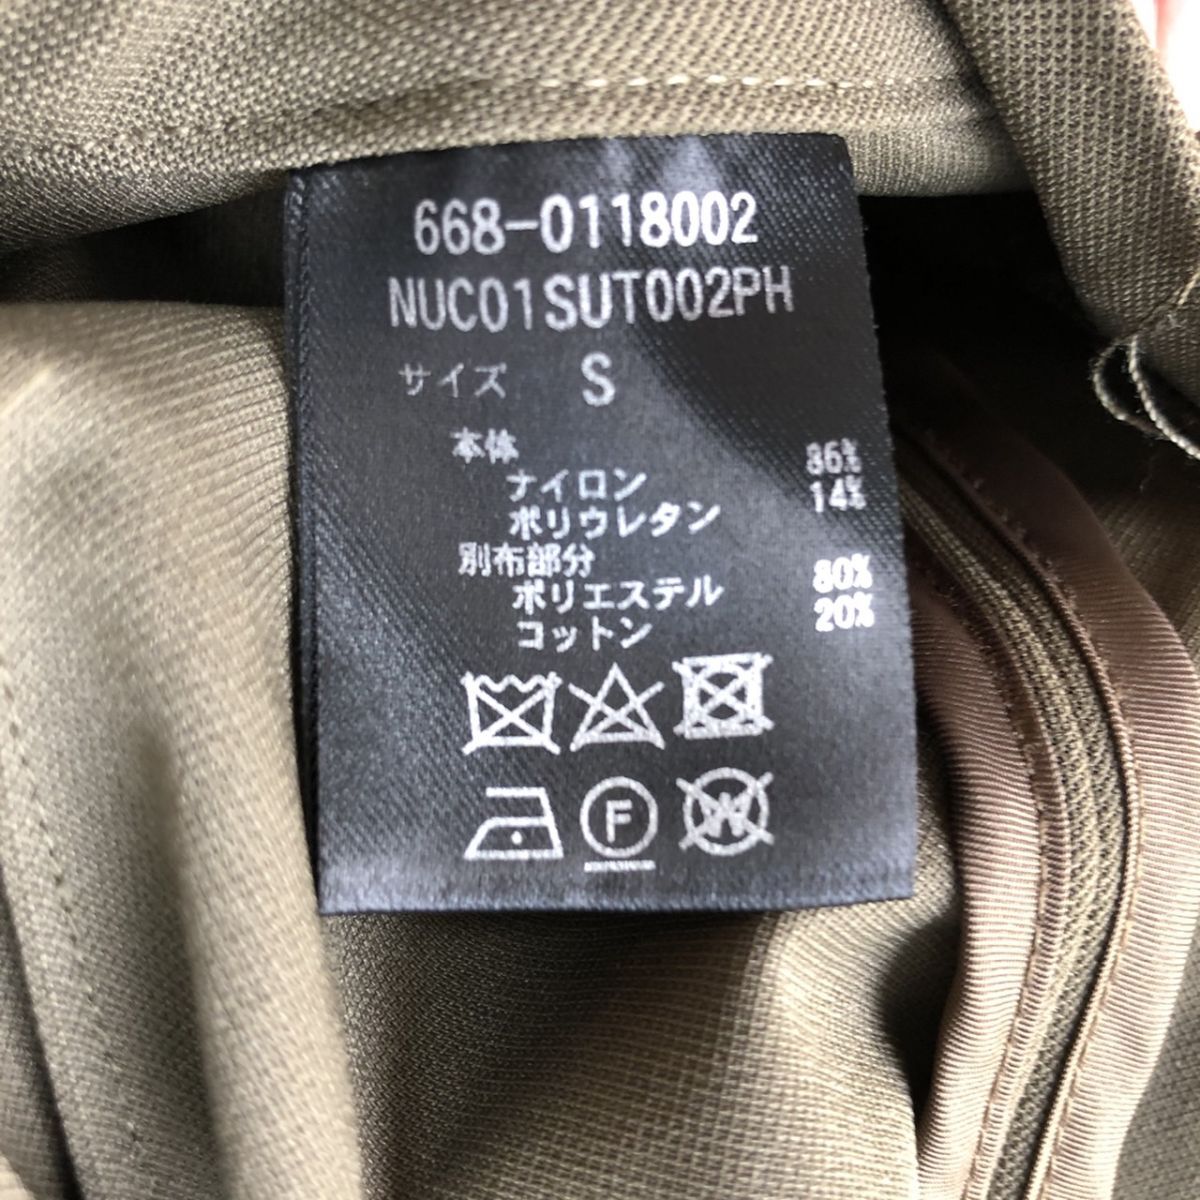 668-0118002
NUC01SUT002PH
サイズ S
本体
ナイロン 86%
ポリウレタン 14%
別布部分
ポリエステル 80%
コットン 20%
F
W